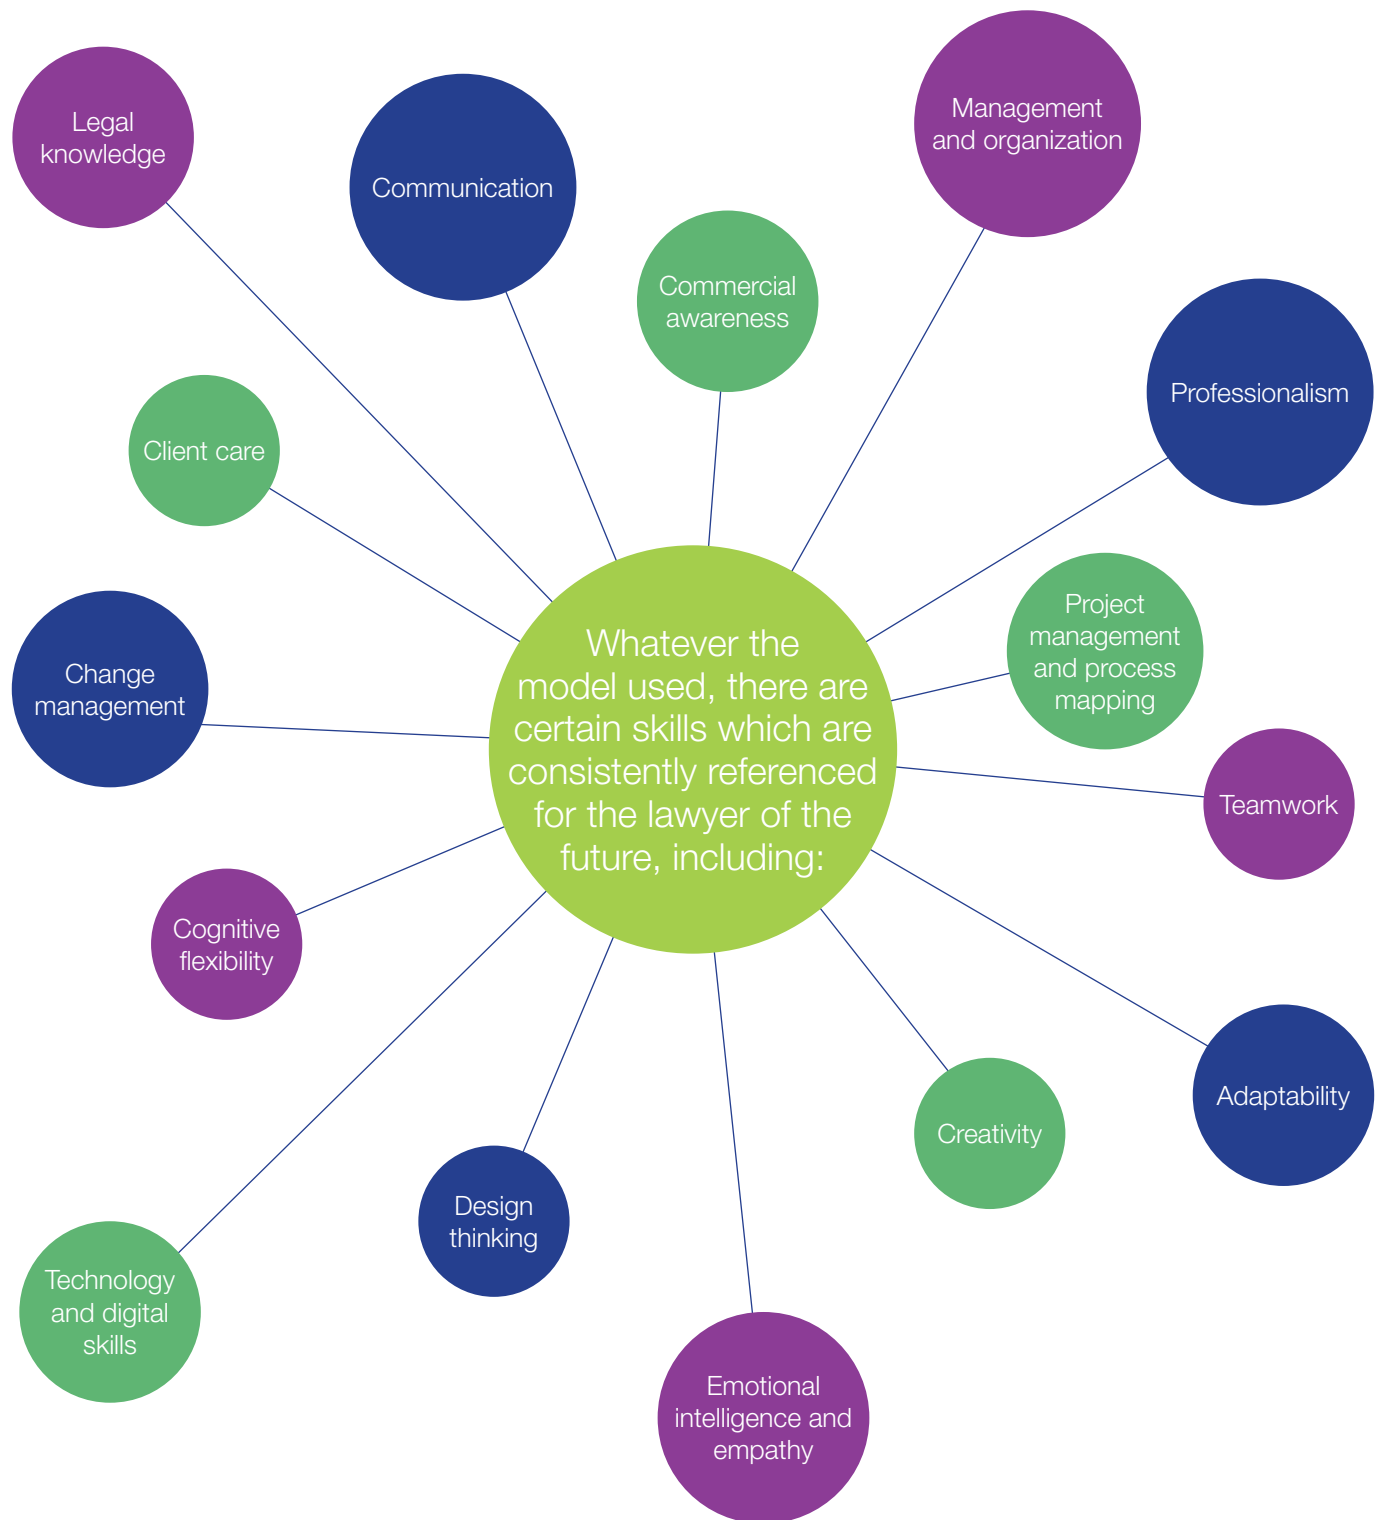 Legal
knowledge
Communication
Management
and organization
Commercial
awareness
Professionalism
Client care
Project
management
and process
mapping
Whatever the
model used, there are
certain skills which are
consistently referenced
for the lawyer of the
future, including:
Change
management
Teamwork
Cognitive
flexibility
Adaptability
Creativity
Design
thinking
Technology
and digital
skills
Emotional
intelligence and
empathy